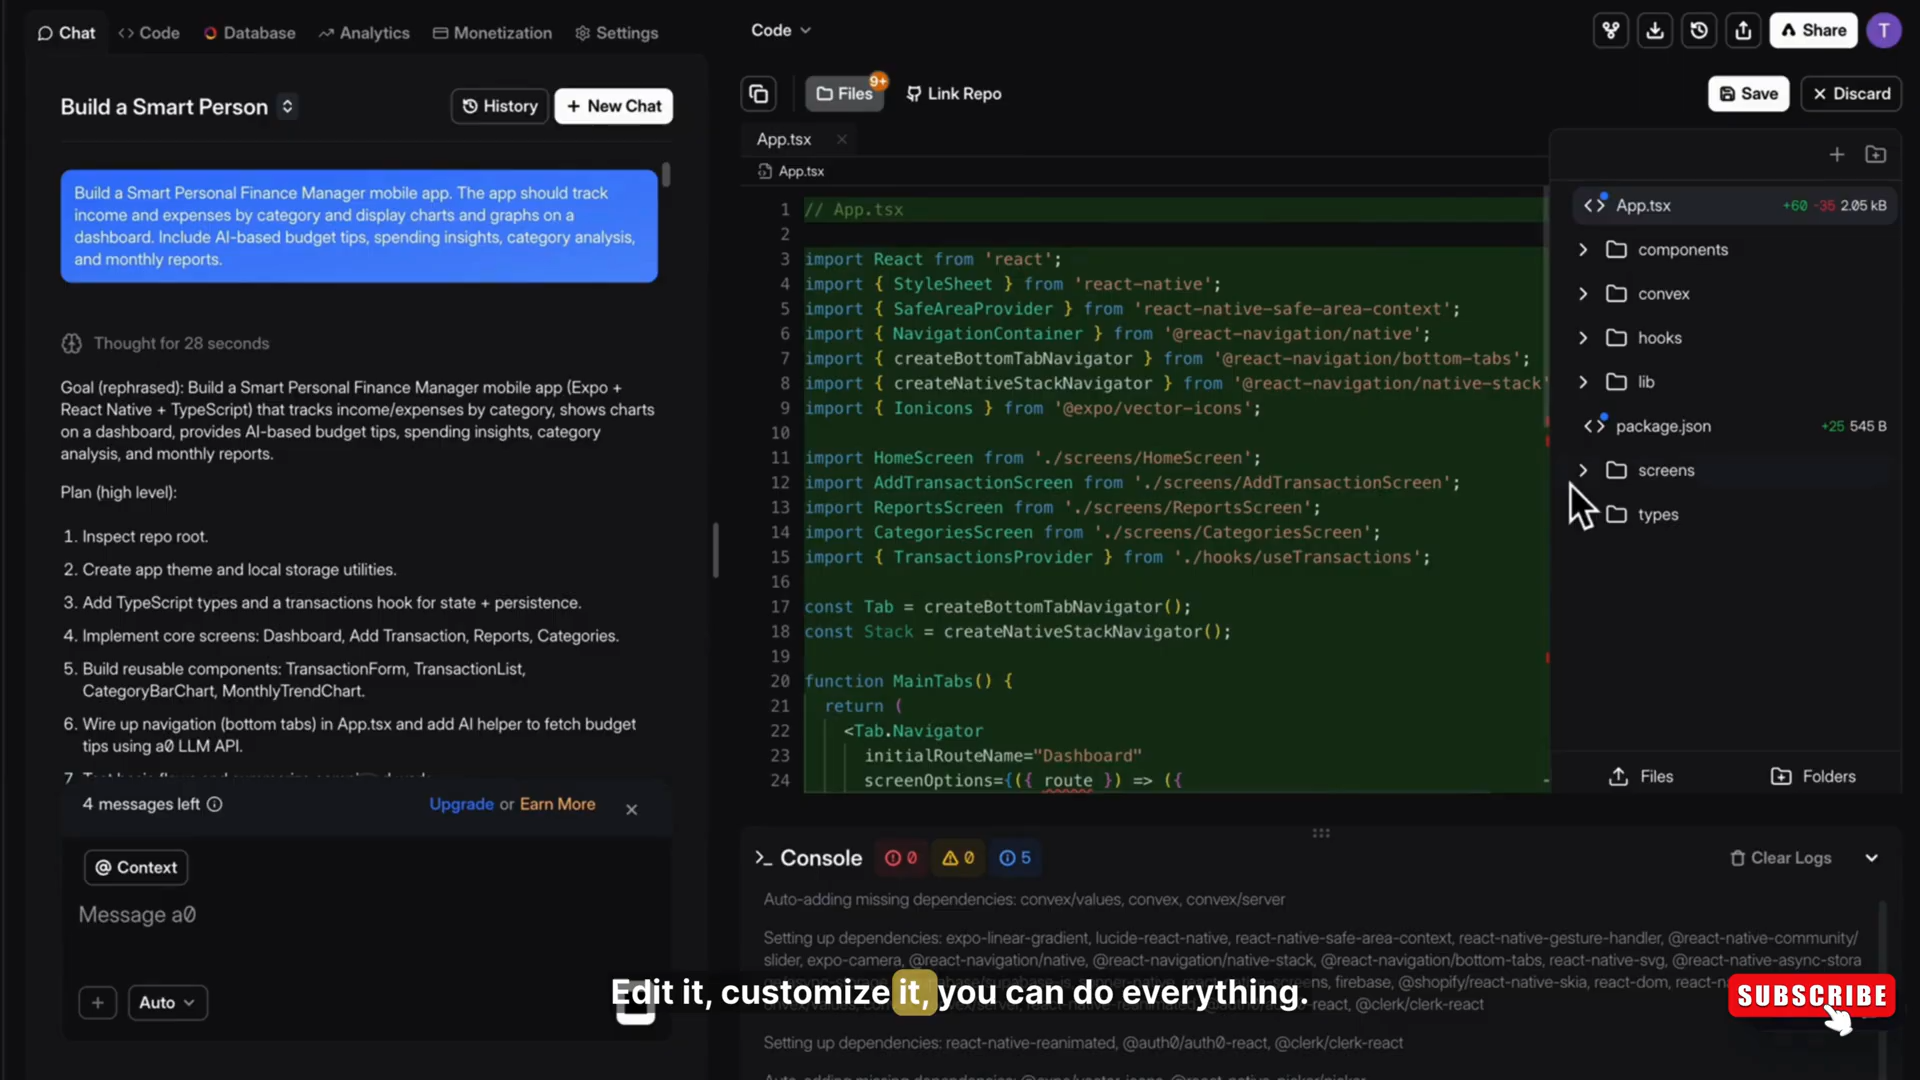 Chat
Code
Database
Analytics
Monetization
Settings
Code
Share
T
Build a Smart Person
History
+ New Chat
Files
9+
Link Repo
Save
Discard
App.tsx
App.tsx
Build a Smart Personal Finance Manager mobile app. The app should track
income and expenses by category and display charts and graphs on a
dashboard. Include AI-based budget tips, spending insights, category analysis,
and monthly reports.
Thought for 28 seconds
Goal (rephrased): Build a Smart Personal Finance Manager mobile app (Expo +
React Native + TypeScript) that tracks income/expenses by category, shows charts
on a dashboard, provides AI-based budget tips, spending insights, category
analysis, and monthly reports.
Plan (high level):
1. Inspect repo root.
2. Create app theme and local storage utilities.
3. Add TypeScript types and a transactions hook for state + persistence.
4. Implement core screens: Dashboard, Add Transaction, Reports, Categories.
5. Build reusable components: TransactionForm, TransactionList,
CategoryBarChart, MonthlyTrendChart.
6. Wire up navigation (bottom tabs) in App.tsx and add AI helper to fetch budget
tips using a0 LLM API.
7
4 messages left
Upgrade or Earn More
@ Context
Message a0
Auto
1 // App.tsx
2
3 import React from 'react';
4 import { StyleSheet } from 'react-native';
5 import { SafeAreaProvider } from 'react-native-safe-area-context';
6 import { NavigationContainer } from '@react-navigation/native';
7 import { createBottomTabNavigator } from '@react-navigation/bottom-tabs';
8 import { createNativeStackNavigator } from '@react-navigation/native-stack'
9 import { Ionicons } from '@expo/vector-icons';
10
11 import HomeScreen from './screens/HomeScreen';
12 import AddTransactionScreen from './screens/AddTransactionScreen';
13 import ReportsScreen from './screens/ReportsScreen';
14 import CategoriesScreen from './screens/CategoriesScreen';
15 import { TransactionsProvider } from './hooks/useTransactions';
16
17 const Tab = createBottomTabNavigator();
18 const Stack = createNativeStackNavigator();
19
20 function MainTabs() {
21 return (
22 <Tab.Navigator
23 initialRouteName="Dashboard"
24 screenOptions={({ route }) => ({
App.tsx +60 -35 2.05 kB
components
convex
hooks
lib
package.json +25 545 B
screens
types
Files
Folders
>_ Console
0
0
5
Clear Logs
Auto-adding missing dependencies: convex/values, convex, convex/server
Setting up dependencies: expo-linear-gradient, lucide-react-native, react-native-safe-area-context, react-native-gesture-handler, @react-native-community/
slider, expo-camera, @react-navigation/native, @react-navigation/native-stack, @react-navigation/bottom-tabs, react-native-svg, @react-native-async-stora
firebase, @shopify/react-native-skia, react-dom,
@clerk/clerk-react
Setting up dependencies: react-native-reanimated, @auth0/auth0-react, @clerk/clerk-react
Edit it, customize it, you can do everything.
SUBSCRIBE